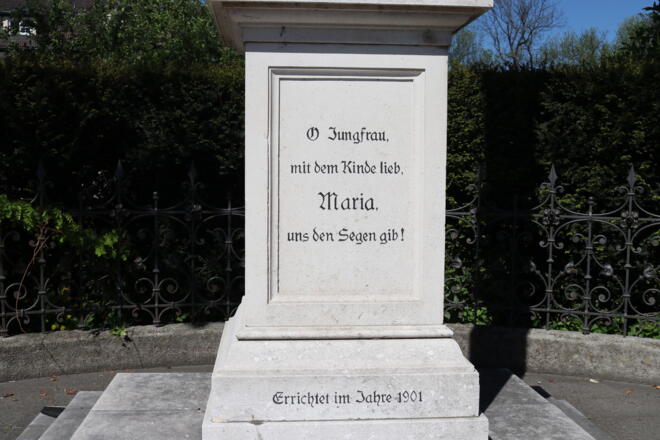 O Jungfrau,
mit dem Kinde lieb,
Maria,
uns den Segen gib!
Errichtet im Jahre 1901